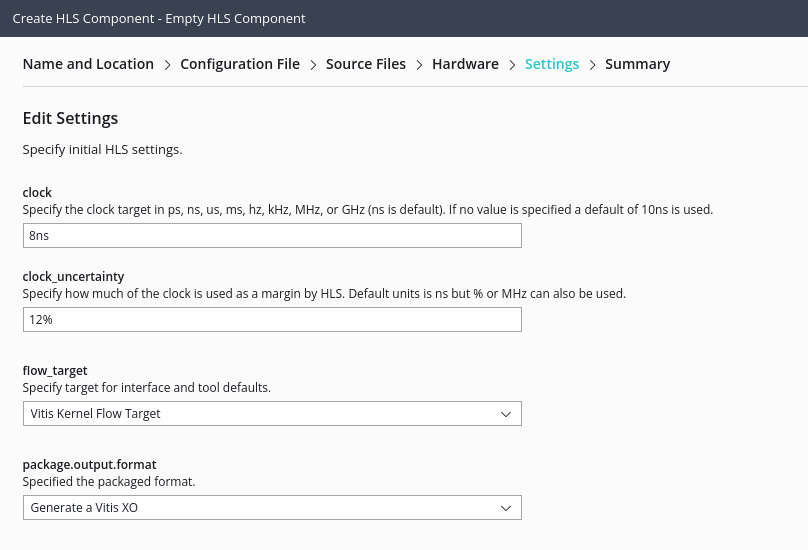 Create HLS Component - Empty HLS Component
Name and Location > Configuration File > Source Files > Hardware > Settings > Summary
Edit Settings
Specify initial HLS settings.
clock
Specify the clock target in ps, ns, us, ms, hz, kHz, MHz, or GHz (ns is default). If no value is specified a default of 10ns is used.
8ns
clock_uncertainty
Specify how much of the clock is used as a margin by HLS. Default units is ns but % or MHz can also be used.
12%
flow_target
Specify target for interface and tool defaults.
Vitis Kernel Flow Target
package.output.format
Specified the packaged format.
Generate a Vitis XO